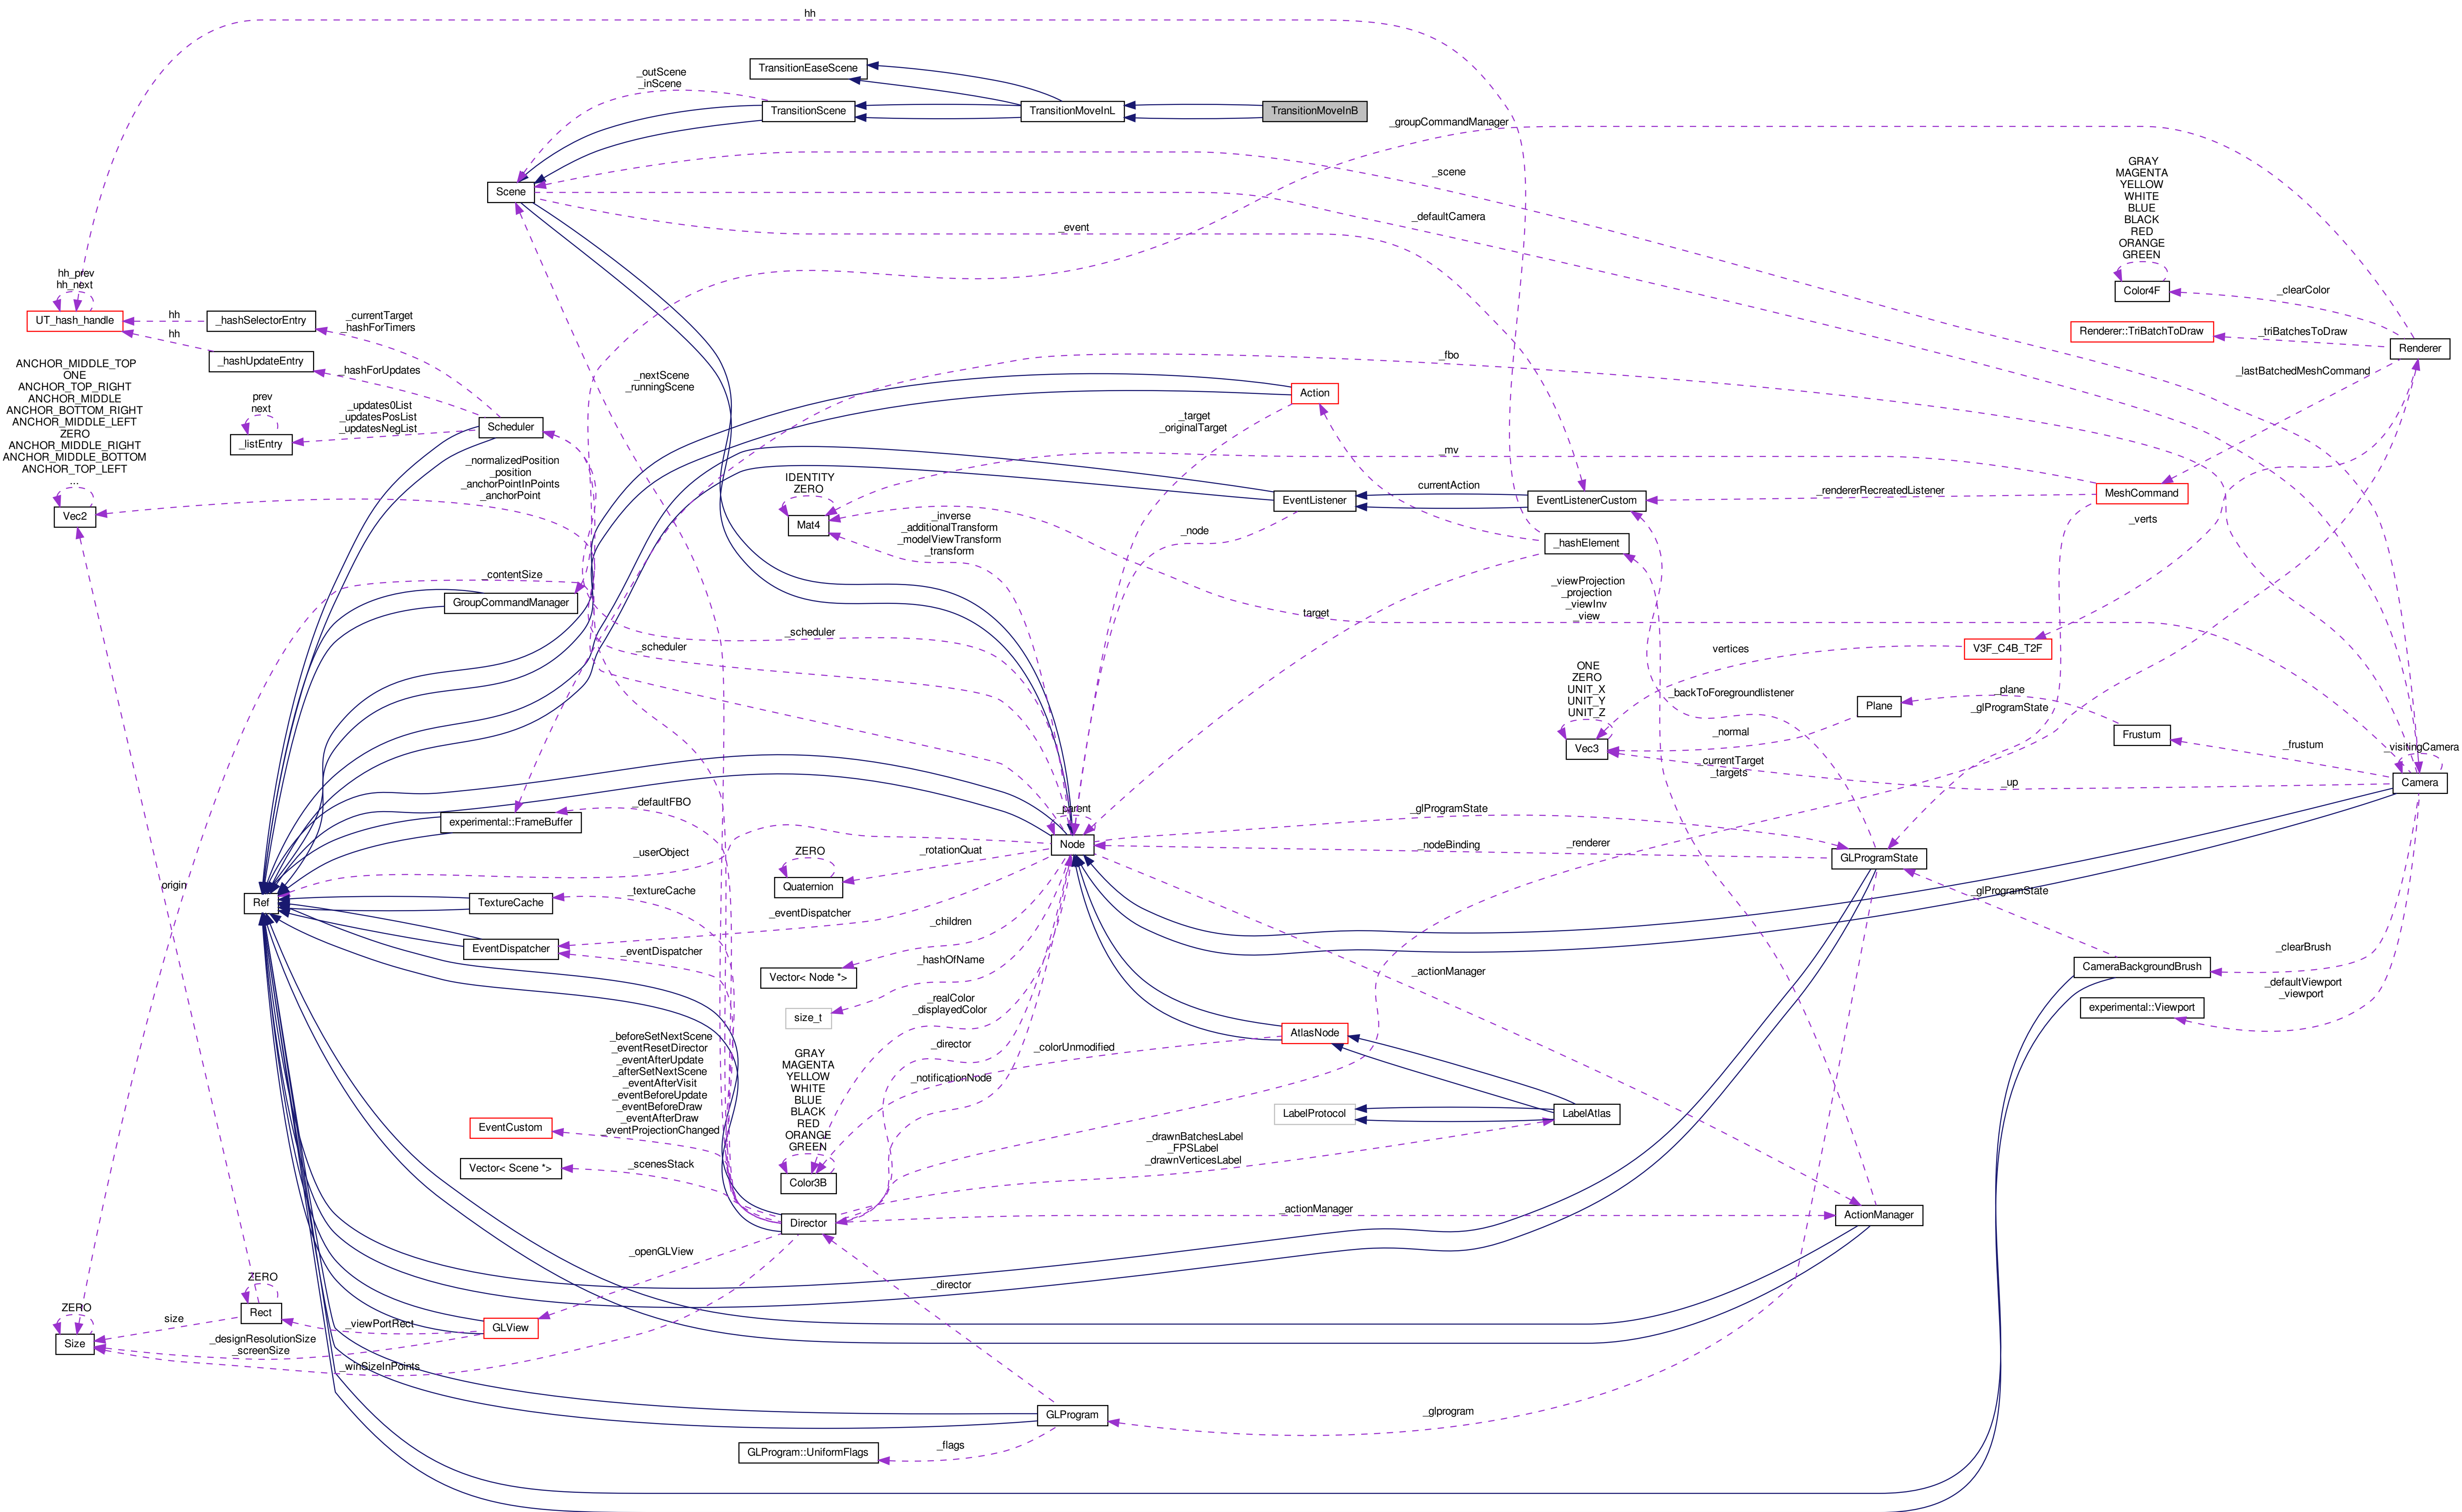 hh
TransitionEaseScene
_outScene
_inScene
TransitionScene
TransitionMoveInL
TransitionMoveInB
_groupCommandManager
GRAY
MAGENTA
YELLOW
WHITE
BLUE
BLACK
RED
ORANGE
GREEN
_scene
Scene
_defaultCamera
_event
hh_prev
hh_next
Color4F
_clearColor
UT_hash_handle
hh
_hashSelectorEntry
_currentTarget
_hashForTimers
Renderer::TriBatchToDraw
_triBatchesToDraw
Renderer
hh
_hashUpdateEntry
_hashForUpdates
_fbo
_nextScene
_runningScene
_lastBatchedMeshCommand
ANCHOR_MIDDLE_TOP
ONE
ANCHOR_TOP_RIGHT
ANCHOR_MIDDLE
ANCHOR_BOTTOM_RIGHT
ANCHOR_MIDDLE_LEFT
ZERO
ANCHOR_MIDDLE_RIGHT
ANCHOR_MIDDLE_BOTTOM
ANCHOR_TOP_LEFT
...
prev
next
_listEntry
_updates0List
_updatesPosList
_updatesNegList
Scheduler
Action
_target
_originalTarget
_mv
_normalizedPosition
_position
_anchorPointInPoints
_anchorPoint
IDENTITY
ZERO
currentAction
EventListener
EventListenerCustom
_rendererRecreatedListener
MeshCommand
Vec2
Mat4
_inverse
_additionalTransform
_modelViewTransform
_transform
_node
_hashElement
_verts
_contentSize
GroupCommandManager
target
_viewProjection
_projection
_viewInv
_view
_scheduler
_scheduler
vertices
V3F_C4B_T2F
ONE
ZERO
UNIT_X
UNIT_Y
UNIT_Z
Vec3
_backToForegroundlistener
Plane
_plane
_glProgramState
_normal
Frustum
_frustum
_visitingCamera
_currentTarget
_targets
_up
Camera
_defaultFBO
experimental::FrameBuffer
_parent
Node
_glProgramState
_nodeBinding
_renderer
GLProgramState
_userObject
ZERO
_rotationQuat
Quaternion
origin
Ref
TextureCache
_textureCache
_glProgramState
_eventDispatcher
_children
EventDispatcher
_eventDispatcher
_clearBrush
CameraBackgroundBrush
Vector< Node *>
_hashOfName
_actionManager
_defaultViewport
_viewport
size_t
_realColor
_displayedColor
experimental::Viewport
AtlasNode
_beforeSetNextScene
_eventResetDirector
_eventAfterUpdate
_afterSetNextScene
_eventAfterVisit
_eventBeforeUpdate
_eventBeforeDraw
_eventAfterDraw
_eventProjectionChanged
GRAY
MAGENTA
YELLOW
WHITE
BLUE
BLACK
RED
ORANGE
GREEN
_director
_colorUnmodified
_notificationNode
EventCustom
LabelProtocol
LabelAtlas
_drawnBatchesLabel
_FPSLabel
_drawnVerticesLabel
Vector< Scene *>
_scenesStack
Color3B
Director
_actionManager
ActionManager
_openGLView
ZERO
_director
Rect
ZERO
size
_viewPortRect
GLView
Size
_designResolutionSize
_screenSize
_winSizeInPoints
GLProgram
_glprogram
GLProgram::UniformFlags
_flags